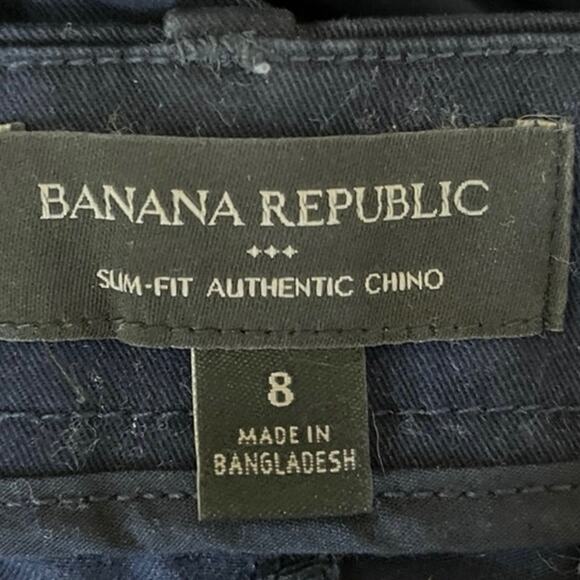 BANANA REPUBLIC
SLIM-FIT AUTHENTIC CHINO
8
MADE IN
BANGLADESH